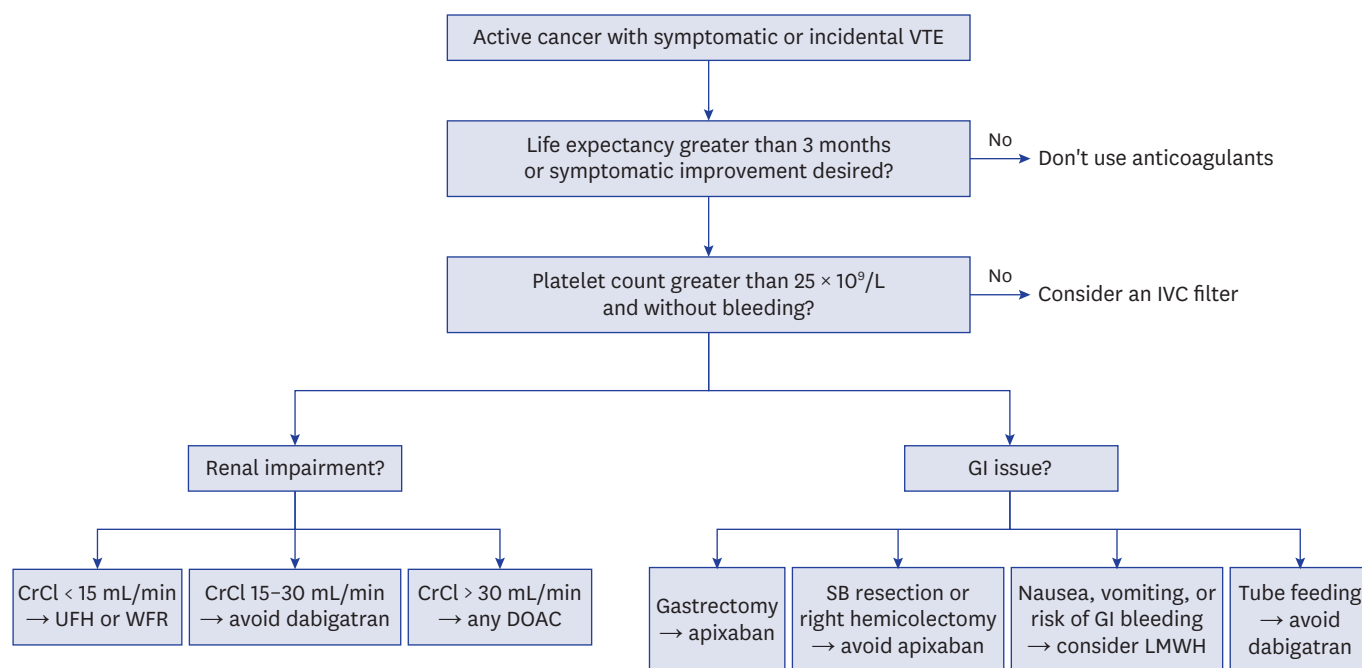 Active cancer with symptomatic or incidental VTE
Life expectancy greater than 3 months
or symptomatic improvement desired?
No
Don't use anticoagulants
Platelet count greater than 25 × 10⁹/L
and without bleeding?
No
Consider an IVC filter
Renal impairment?
GI issue?
CrCl < 15 mL/min
→ UFH or WFR
CrCl 15–30 mL/min
→ avoid dabigatran
CrCl > 30 mL/min
→ any DOAC
Gastrectomy
→ apixaban
SB resection or
right hemicolectomy
→ avoid apixaban
Nausea, vomiting, or
risk of GI bleeding
→ consider LMWH
Tube feeding
→ avoid
dabigatran